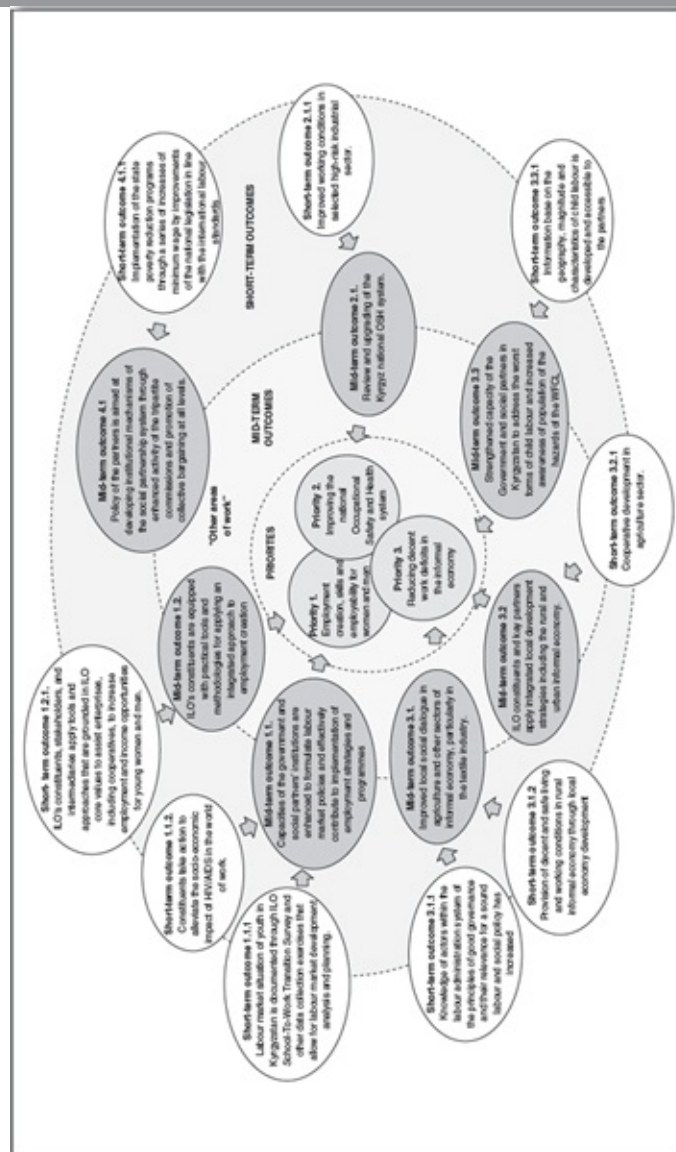 Short-term outcome 4.1.1
Implementation of the state
poverty reduction programs
through a series of increases of
minimum wage by improvements
of the national legislation in line
with the international labour
standards.
Short-term outcome 2.1.1
Improved working conditions in
selected high-risk industrial
sector.
Short-term outcome 3.3.1
Information base on the
geography, magnitude and
characteristics of child labour is
developed and accessible to
the partners
SHORT-TERM OUTCOMES
Mid-term outcome 4.1
Policy of the partners is aimed at
developing institutional mechanisms of
the social partnership system through
enhanced activity of the tripartite
commissions and promotion of
collective bargaining at all levels.
Mid-term outcome 2.1.
Review and upgrading of the
Kyrgyz national OSH system.
Mid-term outcome 3.3
Strengthened capacity of the
Government and social partners in
Kyrgyzstan to address the worst
forms of child labour and increased
awareness of population of the
hazards of the WFCL
"Other areas
of work"
MID-TERM
OUTCOMES
Short-term outcome 3.2.1
Cooperative development in
agriculture sector.
PRIORITES
Priority 1.
Employment
creation, skills and
employability for
women and men
Priority 2.
Improving the
national
Occupational
Safety and Health
system
Priority 3.
Reducing decent
work deficits in
the informal
economy
Short- term outcome 1.2.1.
ILO's constituents, stakeholders, and
intermediaries apply tools and
approaches that are grounded in ILO
core values to assist enterprises,
including cooperatives, to increase
employment and income opportunities
for young women and man.
Mid-term outcome 1.2.
ILO's constituents are equipped
with practical tools and
methodologies for applying an
integrated approach to
employment creation
Mid-term outcome 3.2
ILO constituents and key partners
apply integrated local development
strategies including the rural and
urban informal economy.
Short-term outcome 1.1.2.
Constituents take action to
alleviate the socio-economic
impact of HIV/AIDS in the world
of work.
Mid-term outcome 1.1.
Capacities of the government and
social partners' institutions are
enhanced to formulate labour
market policies and effectively
contribute to implementation of
employment strategies and
programmes
Mid-term outcome 3.1.
Improved local social dialogue in
agriculture and other sectors of
informal economy, particularly in
the textile industry.
Short-term outcome 3.1.2
Provision of decent and safe living
and working conditions in rural
informal economy through local
economy development
Short-term outcome 1.1.1
Labour market situation of youth in
Kyrgyzstan is documented through ILO
School-To-Work Transition Survey and
other data collection exercises that
allow for labour market development,
analysis and planning.
Short-term outcome 3.1.1
Knowledge of actors within the
labour administration system of
the principles of good governance
and their relevance for a sound
labour and social policy has
increased